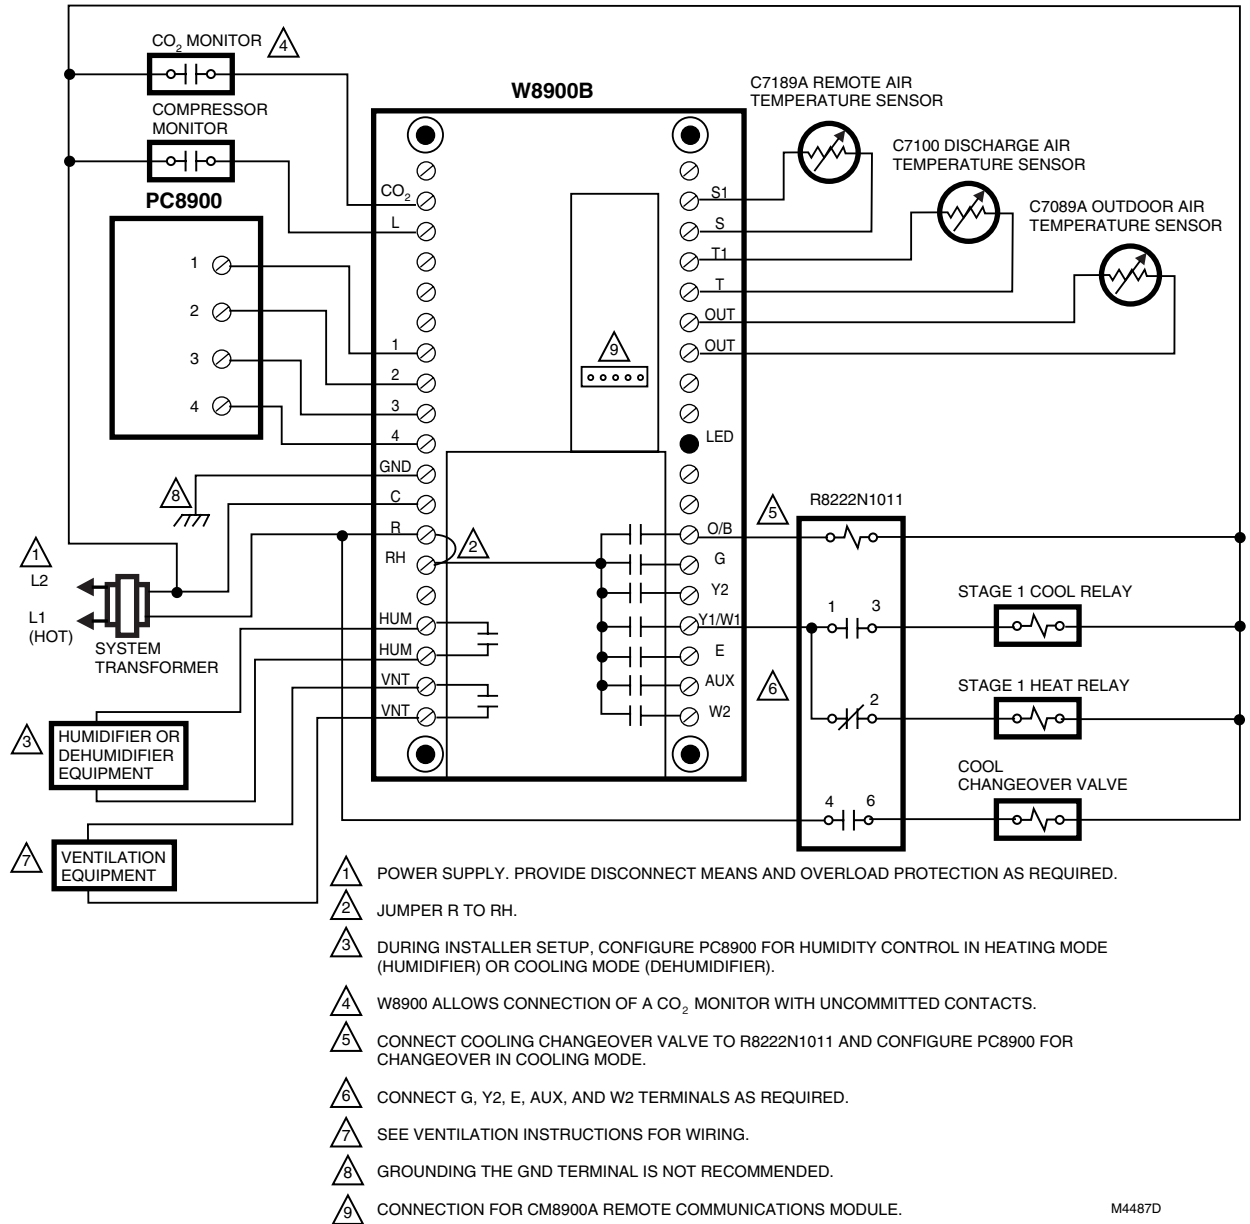 CO2 MONITOR
4
COMPRESSOR
MONITOR
PC8900
1
2
3
4
W8900B
CO2
L
1
2
3
4
GND
C
R
RH
HUM
HUM
VNT
VNT
2
9
S1
S
T1
T
OUT
OUT
LED
O/B
G
Y2
Y1/W1
E
AUX
W2
C7189A REMOTE AIR
TEMPERATURE SENSOR
C7100 DISCHARGE AIR
TEMPERATURE SENSOR
C7089A OUTDOOR AIR
TEMPERATURE SENSOR
8
1
L2
L1
(HOT)
SYSTEM
TRANSFORMER
3
HUMIDIFIER OR
DEHUMIDIFIER
EQUIPMENT
7
VENTILATION
EQUIPMENT
5
R8222N1011
6
1 3
2
4 6
STAGE 1 COOL RELAY
STAGE 1 HEAT RELAY
COOL
CHANGEOVER VALVE
1 POWER SUPPLY. PROVIDE DISCONNECT MEANS AND OVERLOAD PROTECTION AS REQUIRED.
2 JUMPER R TO RH.
3 DURING INSTALLER SETUP, CONFIGURE PC8900 FOR HUMIDITY CONTROL IN HEATING MODE
(HUMIDIFIER) OR COOLING MODE (DEHUMIDIFIER).
4 W8900 ALLOWS CONNECTION OF A CO2 MONITOR WITH UNCOMMITTED CONTACTS.
5 CONNECT COOLING CHANGEOVER VALVE TO R8222N1011 AND CONFIGURE PC8900 FOR
CHANGEOVER IN COOLING MODE.
6 CONNECT G, Y2, E, AUX, AND W2 TERMINALS AS REQUIRED.
7 SEE VENTILATION INSTRUCTIONS FOR WIRING.
8 GROUNDING THE GND TERMINAL IS NOT RECOMMENDED.
9 CONNECTION FOR CM8900A REMOTE COMMUNICATIONS MODULE.
M4487D